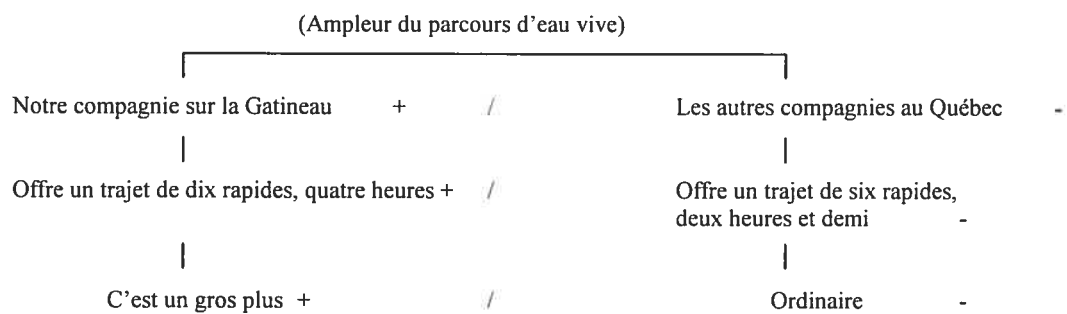 (Ampleur du parcours d'eau vive)
Notre compagnie sur la Gatineau + / Les autres compagnies au Québec -
Offre un trajet de dix rapides, quatre heures + / Offre un trajet de six rapides,
deux heures et demi -
C'est un gros plus + / Ordinaire -